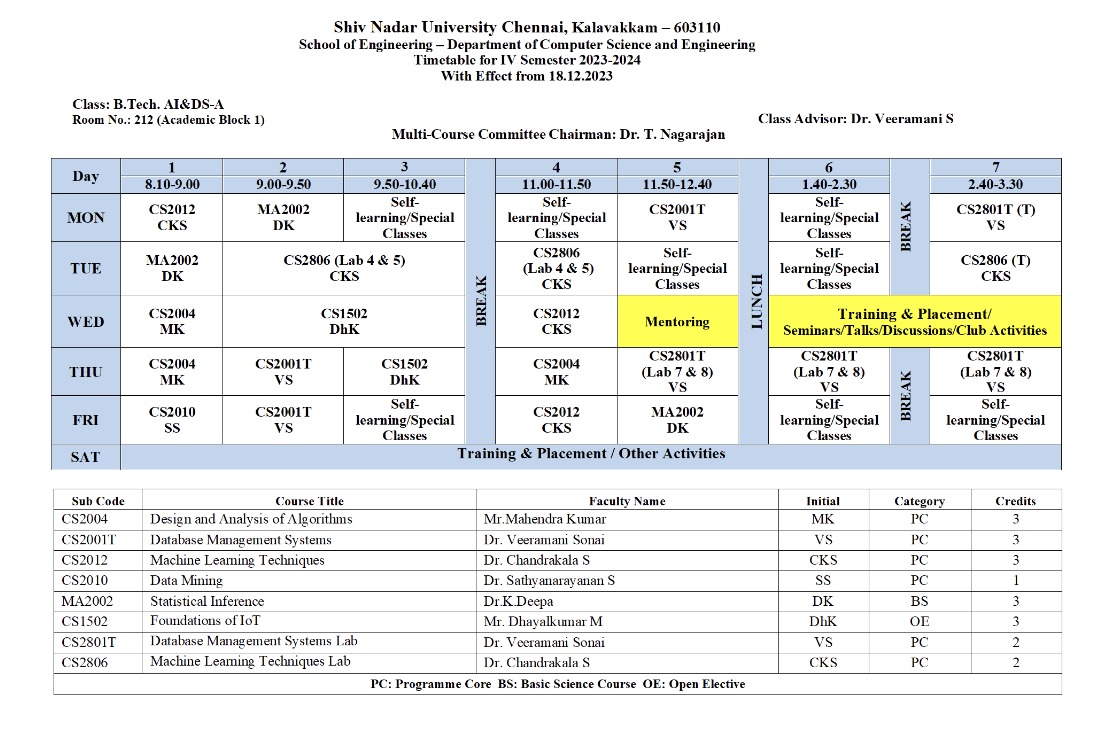 Shiv Nadar University Chennai, Kalavakkam – 603110
School of Engineering – Department of Computer Science and Engineering
Timetable for IV Semester 2023-2024
With Effect from 18.12.2023
Class: B.Tech. AI&DS-A
Room No.: 212 (Academic Block 1)
Class Advisor: Dr. Veeramani S
Multi-Course Committee Chairman: Dr. T. Nagarajan
Day 1 2 3 BREAK 4 5 LUNCH 6 BREAK 7
8.10-9.00 9.00-9.50 9.50-10.40 11.00-11.50 11.50-12.40 1.40-2.30 2.40-3.30
MON
CS2012
CKS
MA2002
DK
Self-
learning/Special
Classes
Self-
learning/Special
Classes
CS2001T
VS
Self-
learning/Special
Classes
CS2801T (T)
VS
TUE
MA2002
DK
CS2806 (Lab 4 & 5)
CKS
CS2806
(Lab 4 & 5)
CKS
Self-
learning/Special
Classes
Self-
learning/Special
Classes
CS2806 (T)
CKS
WED
CS2004
MK
CS1502
DhK
CS2012
CKS
Mentoring
Training & Placement/
Seminars/Talks/Discussions/Club Activities
THU
CS2004
MK
CS2001T
VS
CS1502
DhK
CS2004
MK
CS2801T
(Lab 7 & 8)
VS
CS2801T
(Lab 7 & 8)
VS
BREAK
CS2801T
(Lab 7 & 8)
VS
FRI
CS2010
SS
CS2001T
VS
Self-
learning/Special
Classes
CS2012
CKS
MA2002
DK
Self-
learning/Special
Classes
Self-
learning/Special
Classes
SAT
Training & Placement / Other Activities
Sub Code Course Title Faculty Name Initial Category Credits
CS2004 Design and Analysis of Algorithms Mr.Mahendra Kumar MK PC 3
CS2001T Database Management Systems Dr. Veeramani Sonai VS PC 3
CS2012 Machine Learning Techniques Dr. Chandrakala S CKS PC 3
CS2010 Data Mining Dr. Sathyanarayanan S SS PC 1
MA2002 Statistical Inference Dr.K.Deepa DK BS 3
CS1502 Foundations of IoT Mr. Dhayalkumar M DhK OE 3
CS2801T Database Management Systems Lab Dr. Veeramani Sonai VS PC 2
CS2806 Machine Learning Techniques Lab Dr. Chandrakala S CKS PC 2
PC: Programme Core BS: Basic Science Course OE: Open Elective